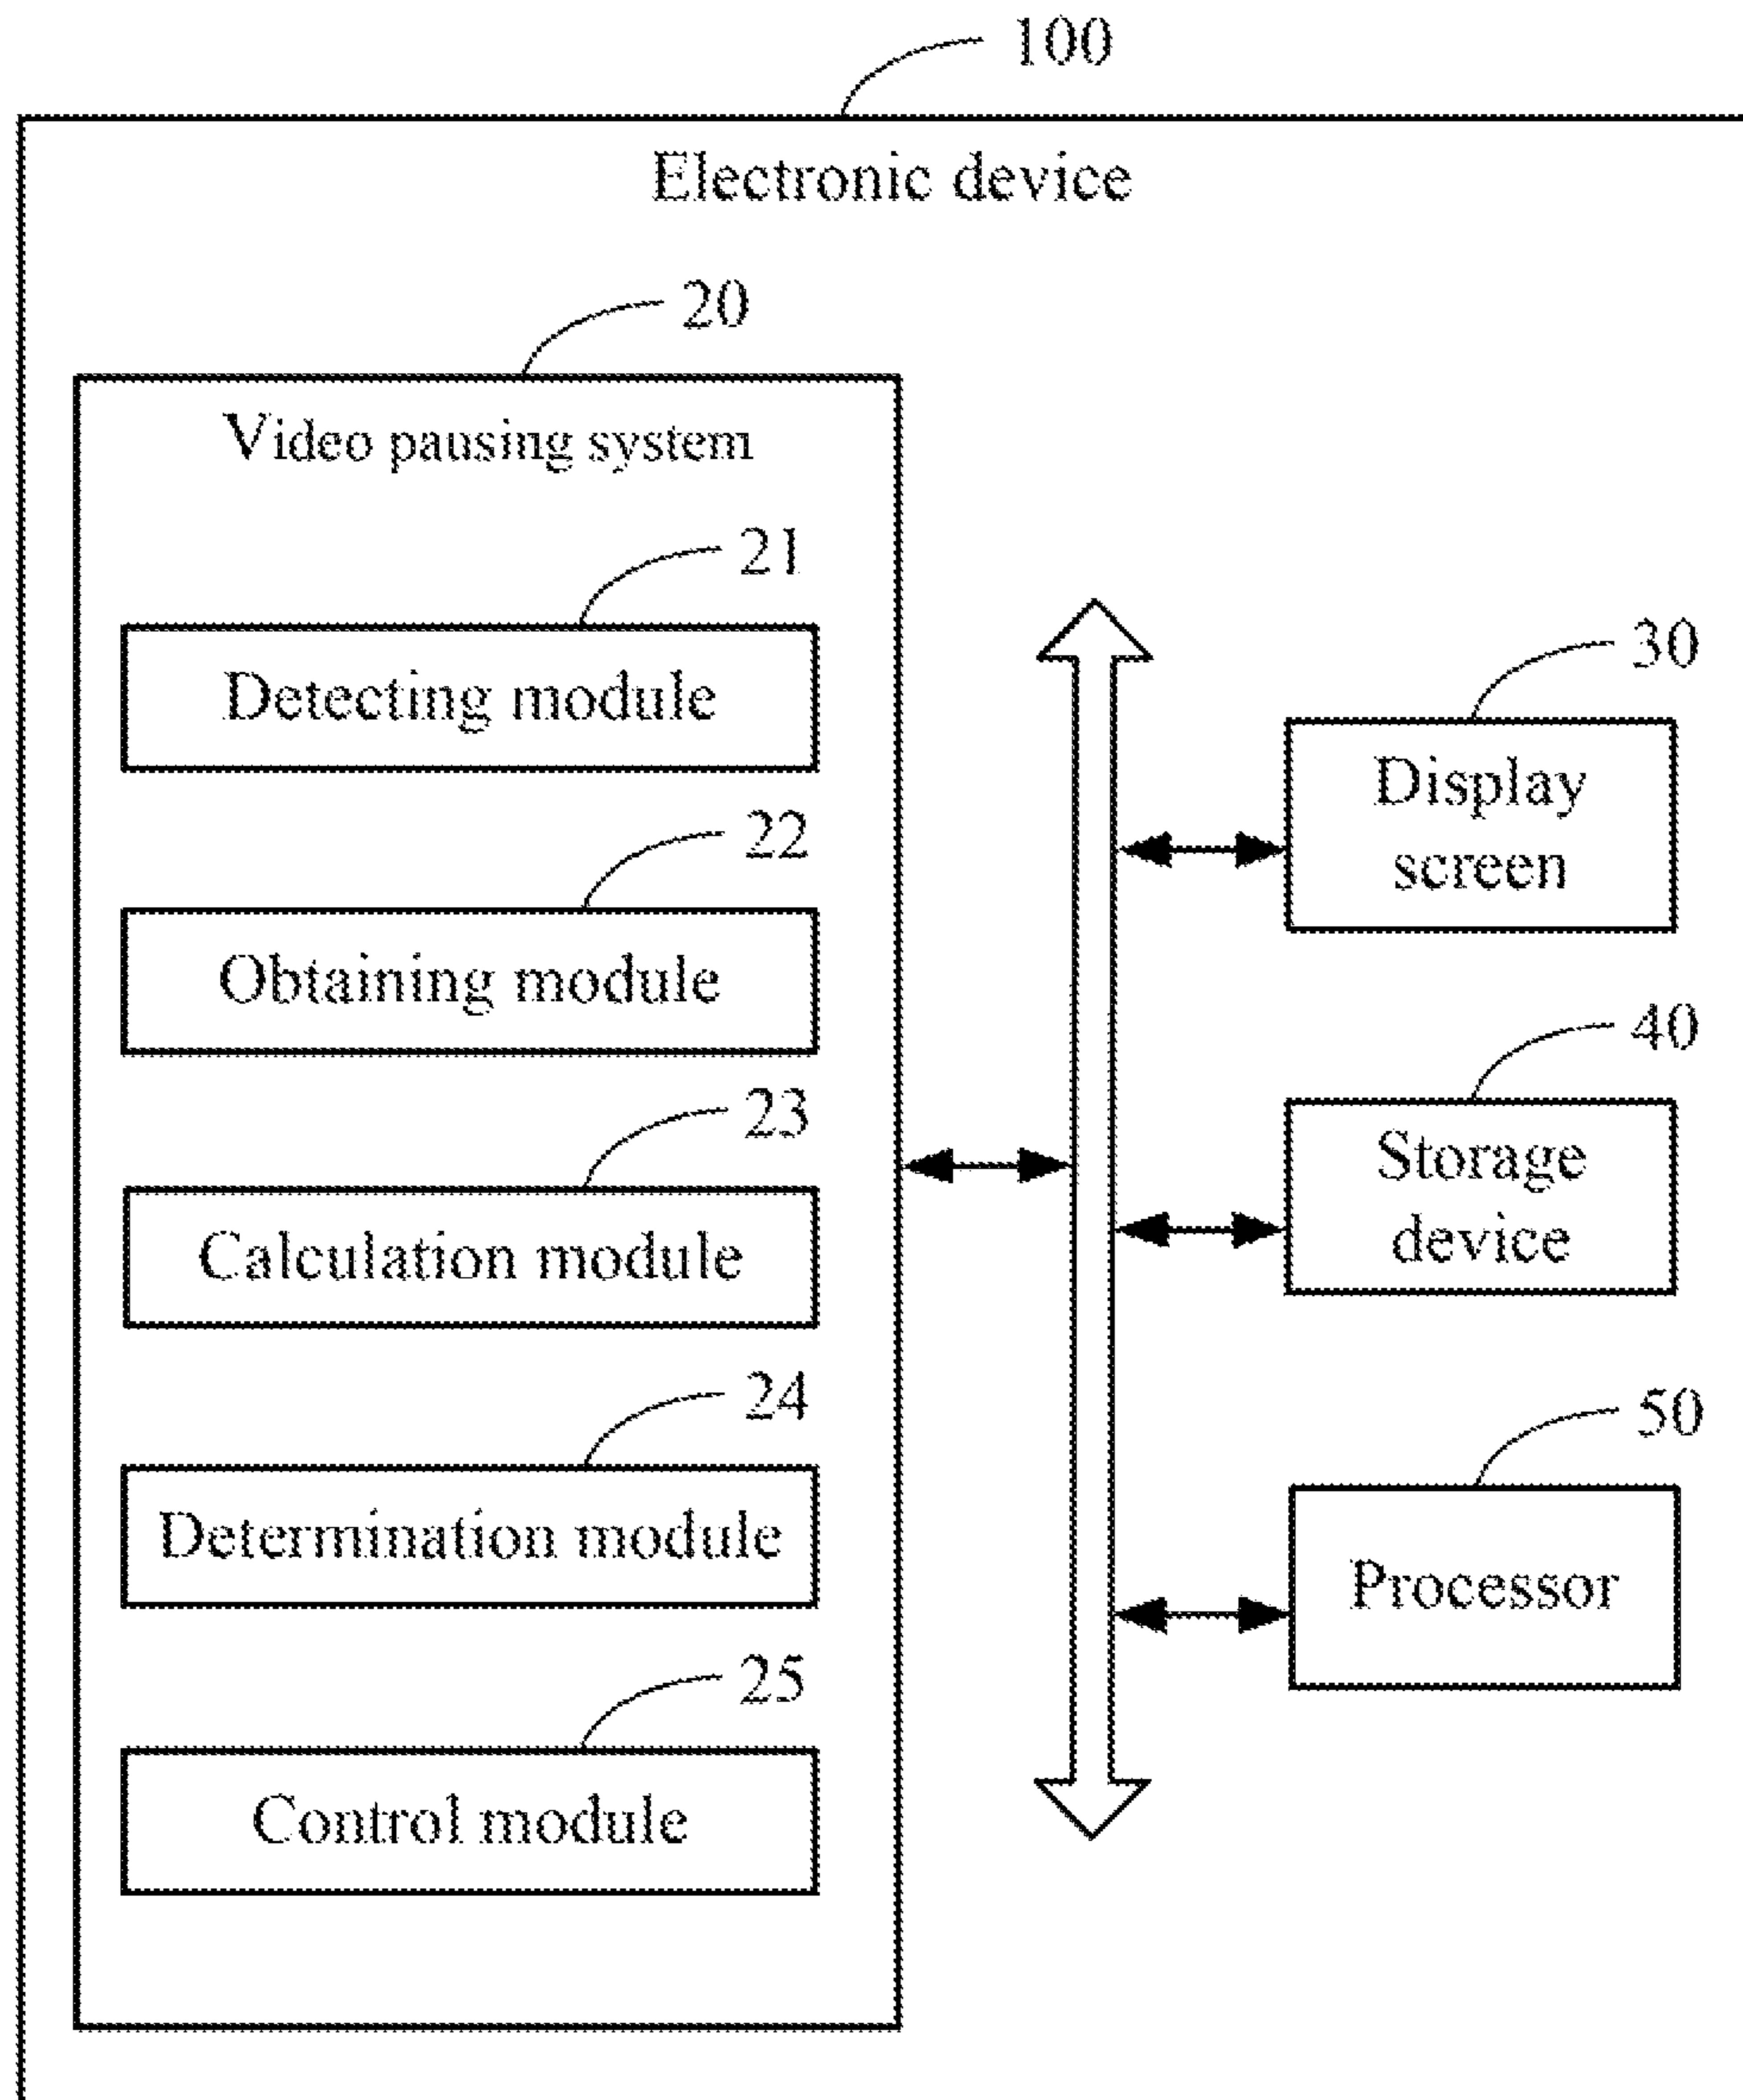 100
Electronic device
20
Video pausing system
21
Detecting module
22
Obtaining module
23
Calculation module
24
Determination module
25
Control module
30
Display
screen
40
Storage
device
50
Processor